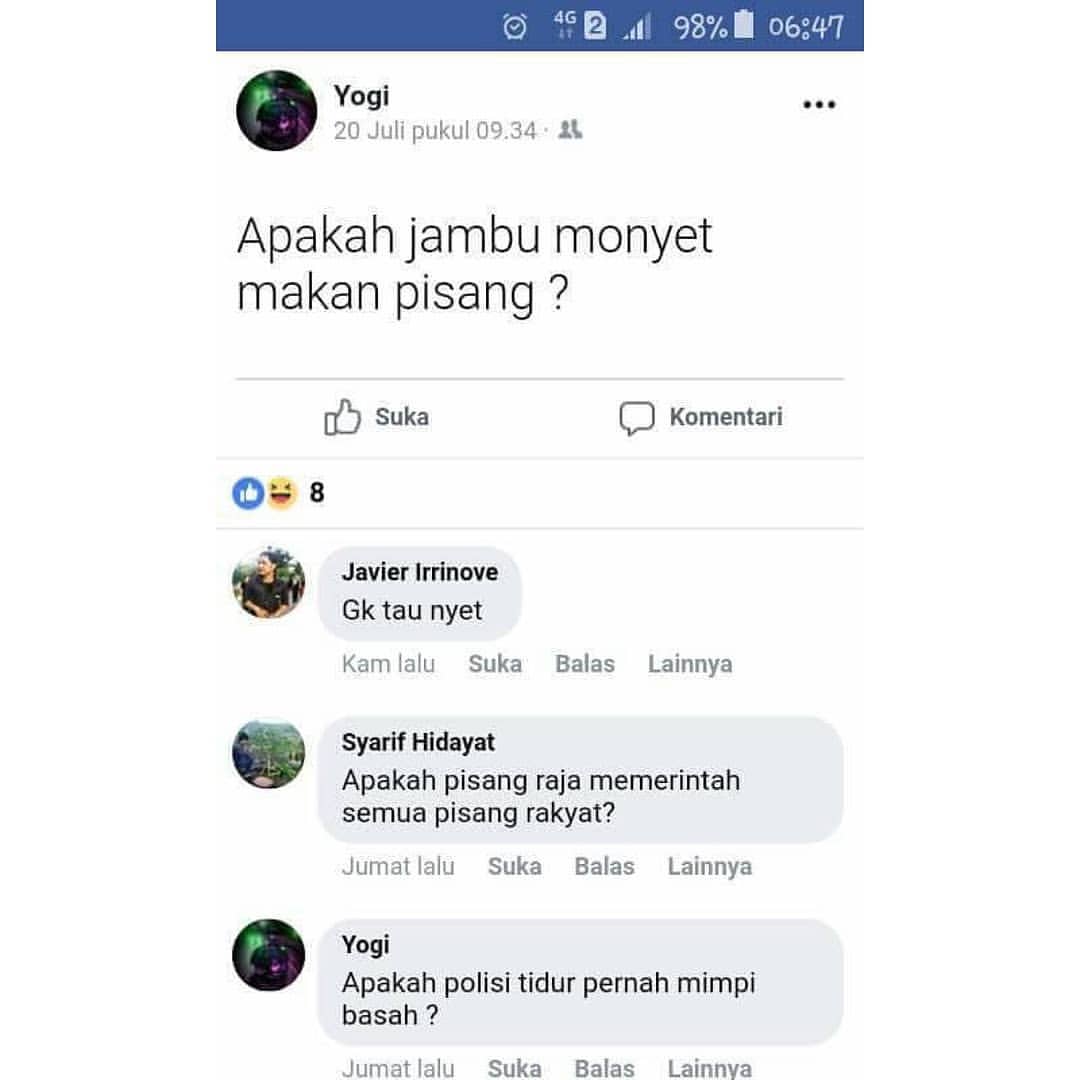 4G 2 98% 06:47
Yogi
20 Juli pukul 09.34 ·
Apakah jambu monyet
makan pisang ?
Suka Komentari
8
Javier Irrinove
Gk tau nyet
Kam lalu Suka Balas Lainnya
Syarif Hidayat
Apakah pisang raja memerintah
semua pisang rakyat?
Jumat lalu Suka Balas Lainnya
Yogi
Apakah polisi tidur pernah mimpi
basah ?
Jumat lalu Suka Balas Lainnya